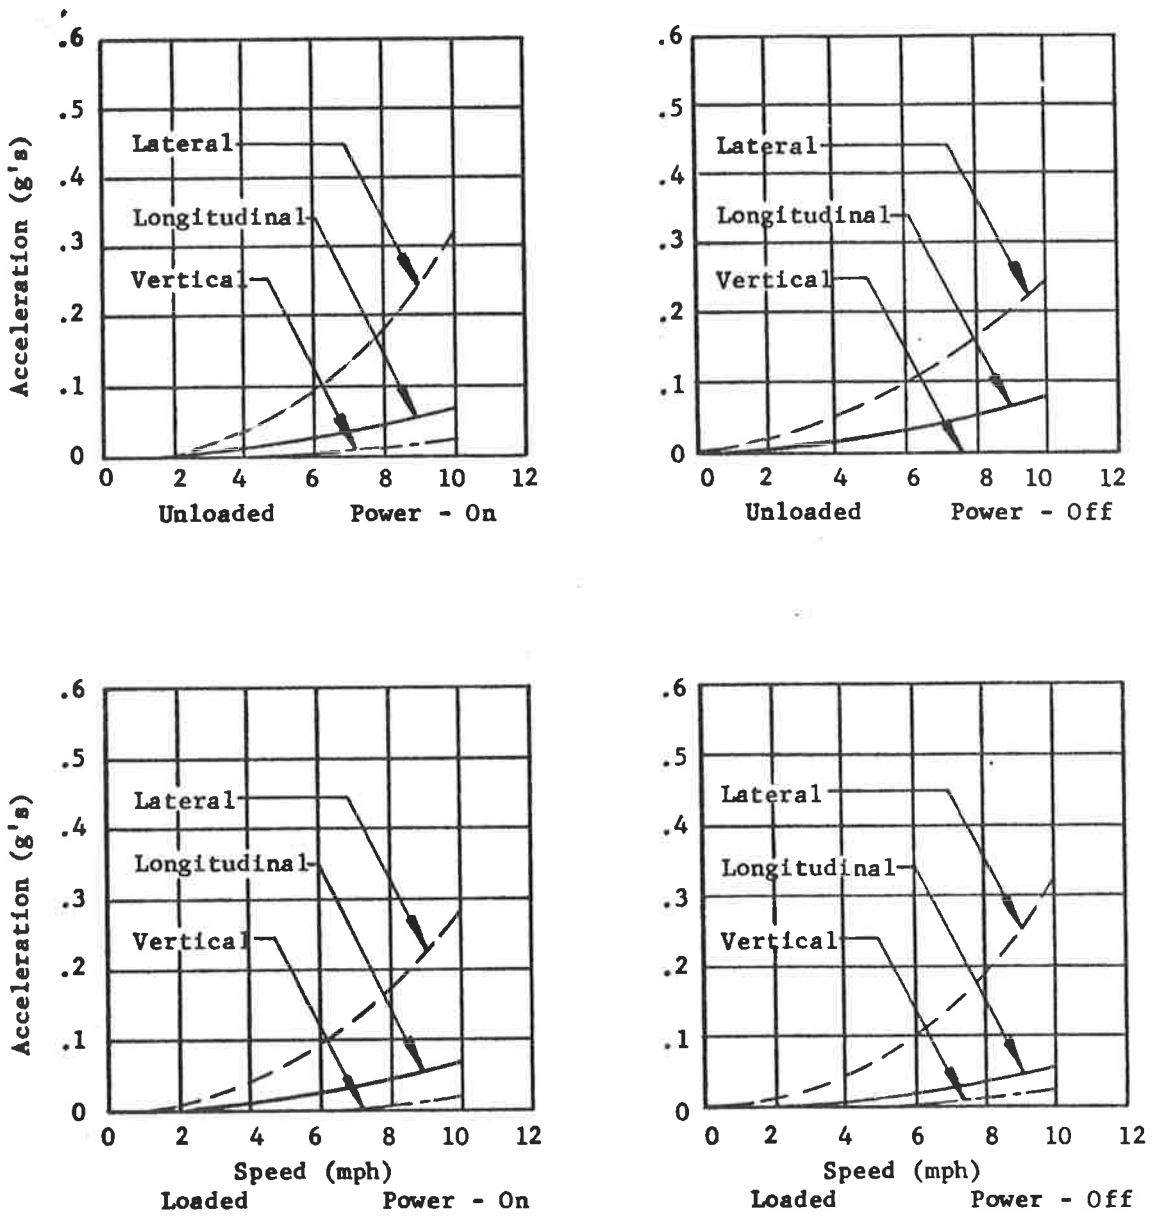 .6
.5
.4
.3
.2
.1
0
Acceleration (g's)
Lateral
Longitudinal
Vertical
0 2 4 6 8 10 12
Unloaded Power - On
.6
.5
.4
.3
.2
.1
0
Lateral
Longitudinal
Vertical
0 2 4 6 8 10 12
Unloaded Power - Off
.6
.5
.4
.3
.2
.1
0
Acceleration (g's)
Lateral
Longitudinal
Vertical
0 2 4 6 8 10 12
Speed (mph)
Loaded Power - On
.6
.5
.4
.3
.2
.1
0
Lateral
Longitudinal
Vertical
0 2 4 6 8 10 12
Speed (mph)
Loaded Power - Off